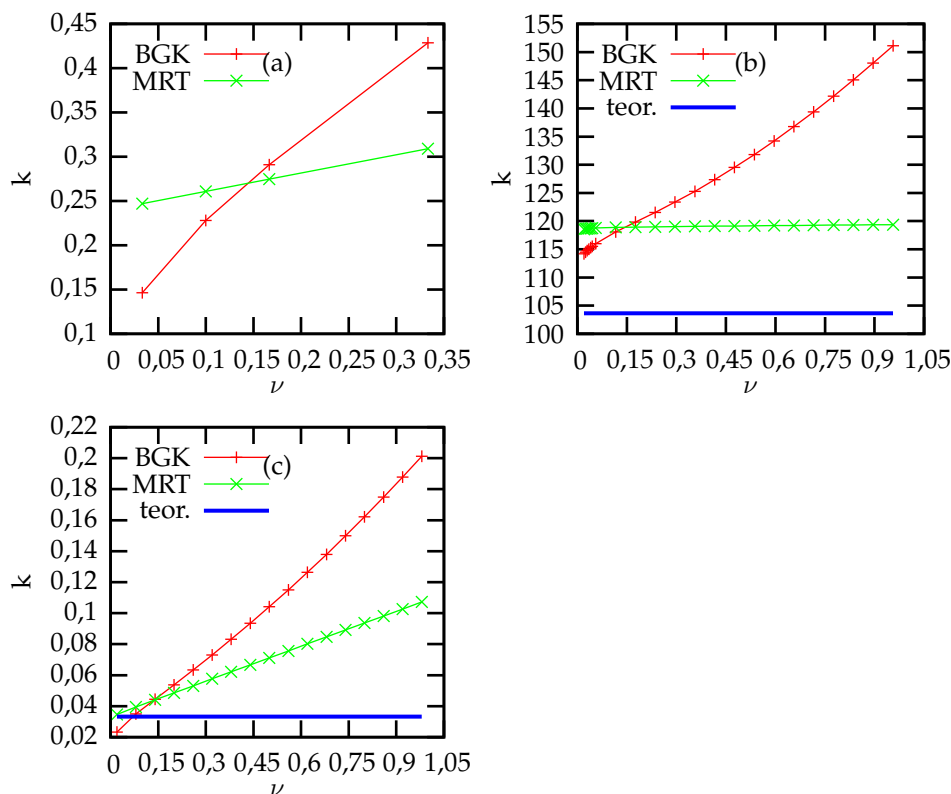 0,45
0,4
0,35
0,3
0,25
0,2
0,15
0,1
k
BGK
MRT
(a)
0 0,05 0,1 0,15 0,2 0,25 0,3 0,35
ν
155
150
145
140
135
130
125
120
115
110
105
100
k
BGK
MRT
teor.
(b)
0 0,15 0,3 0,45 0,6 0,75 0,9 1,05
ν
0,22
0,2
0,18
0,16
0,14
0,12
0,1
0,08
0,06
0,04
0,02
k
BGK
MRT
teor.
(c)
0 0,15 0,3 0,45 0,6 0,75 0,9 1,05
ν